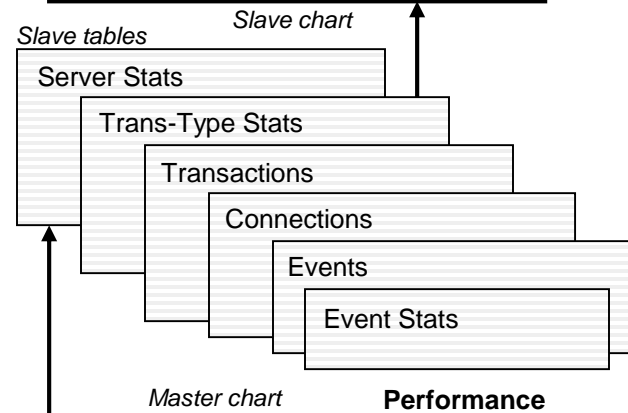 Slave chart
Slave tables
Server Stats
Trans-Type Stats
Transactions
Connections
Events
Event Stats
Master chart
Performance